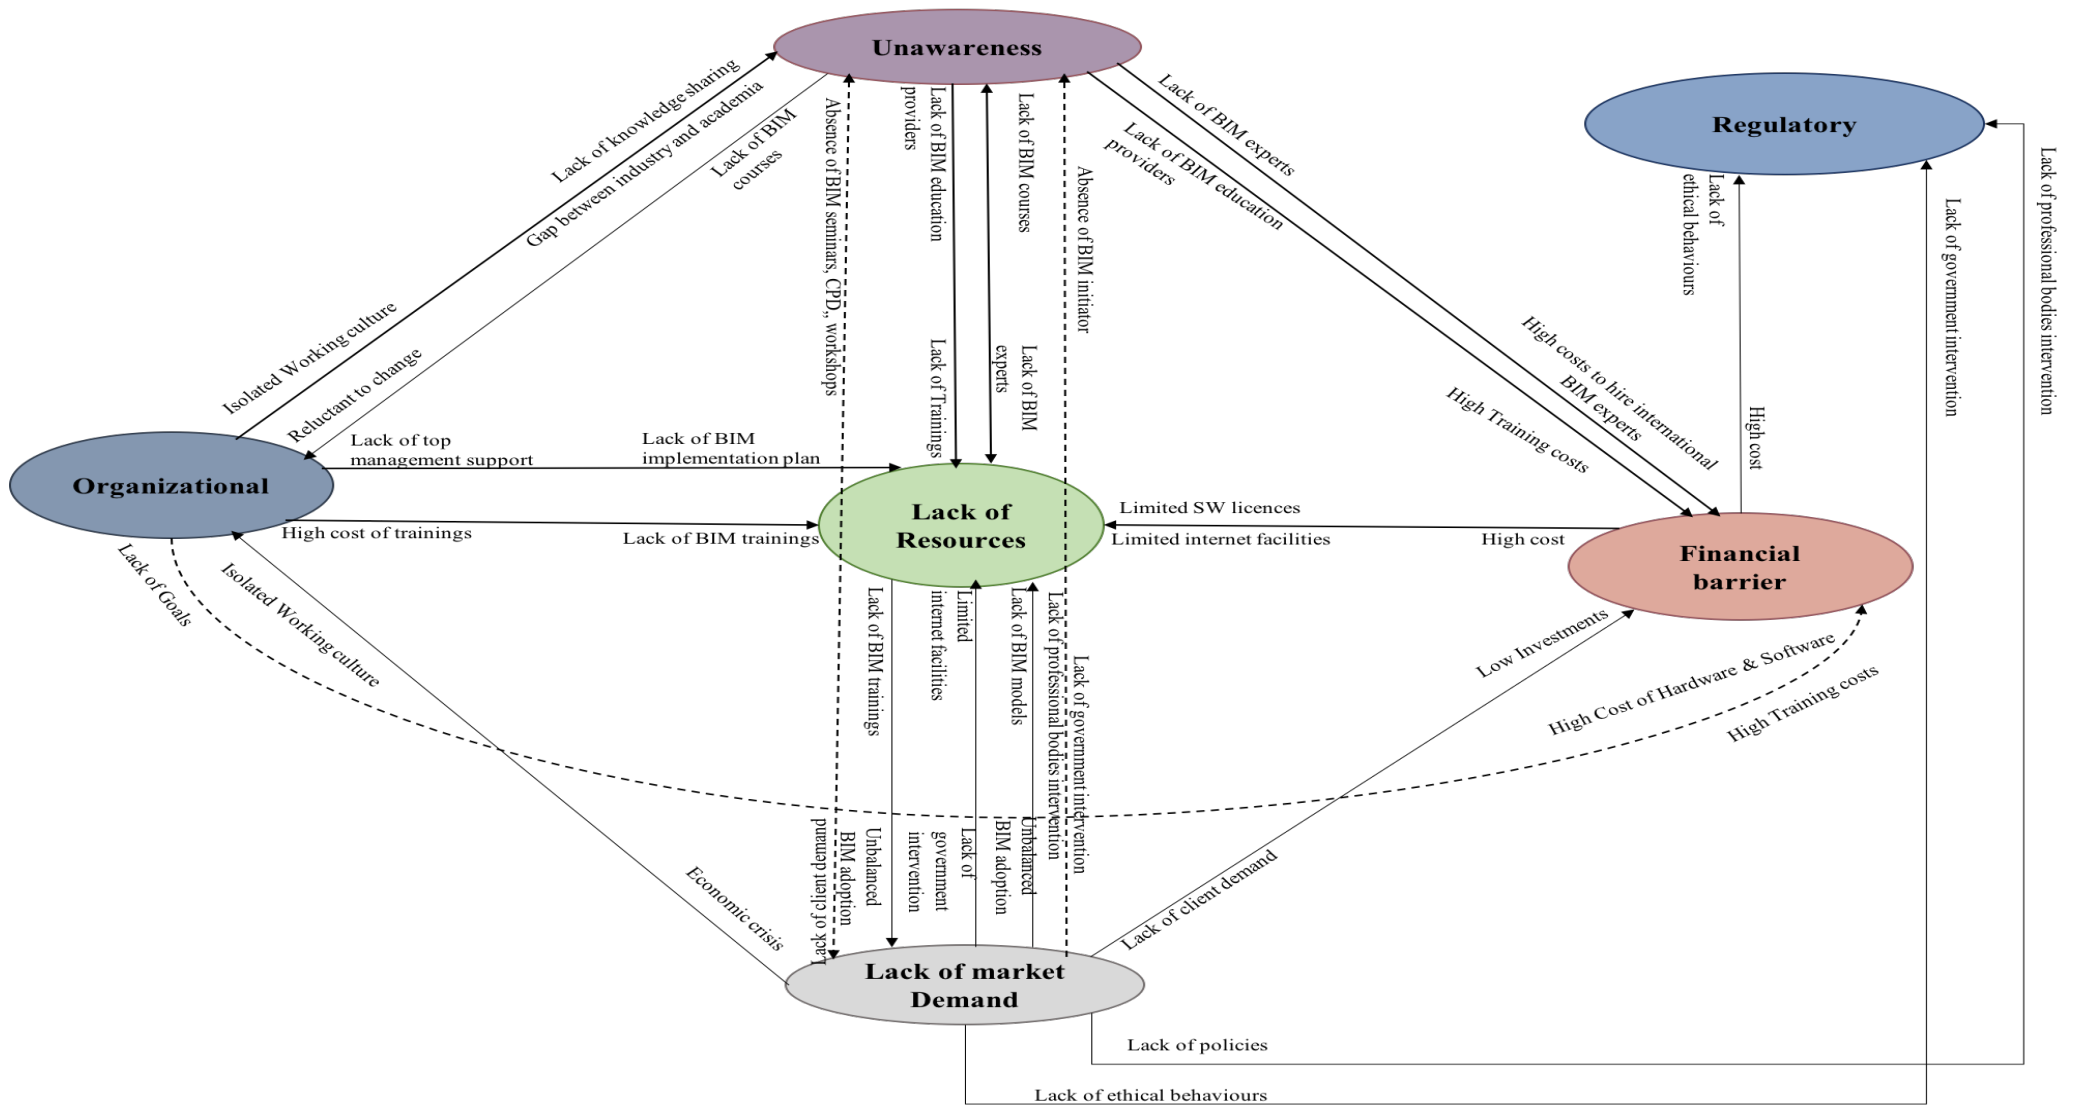 Unawareness
Regulatory
Organizational
Lack of
Resources
Financial
barrier
Lack of market
Demand
Lack of knowledge sharing
Gap between industry and academia
Isolated Working culture
Lack of BIM
courses
Reluctant to change
Absence of BIM seminars, CPD,, workshops
Lack of client demand
Lack of BIM education
providers
Lack of Trainings
Lack of BIM courses
Lack of BIM
experts
Absence of BIM initiator
Lack of government intervention
Lack of professional bodies intervention
Lack of BIM experts
High costs to hire international
BIM experts
Lack of BIM education
providers
High Training costs
Lack of
ethical behaviours
High cost
Lack of government intervention
Lack of professional bodies intervention
Lack of top
management support
Lack of BIM
implementation plan
High cost of trainings
Lack of BIM trainings
Limited SW licences
Limited internet facilities
High cost
Lack of Goals
High Cost of Hardware & Software
High Training costs
Isolated Working culture
Economic crisis
Lack of BIM trainings
Unbalanced
BIM adoption
Limited
internet facilities
Lack of
government
intervention
Lack of BIM models
Unbalanced
BIM adoption
Low Investments
Lack of client demand
Lack of policies
Lack of ethical behaviours